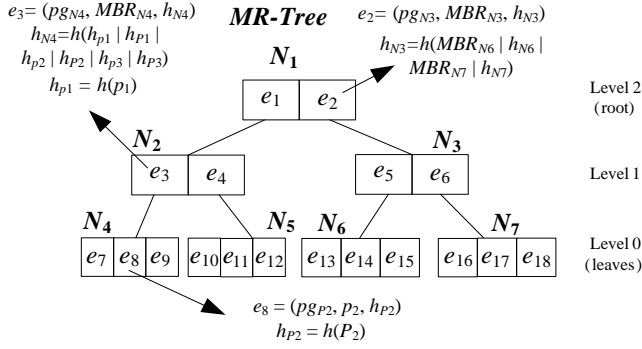 e3= (pgN4, MBRN4, hN4)
hN4=h(hp1 | hP1 |
hp2 | hP2 | hp3 | hP3)
hp1 = h(p1)
MR-Tree
e2= (pgN3, MBRN3, hN3)
hN3=h(MBRN6 | hN6 |
MBRN7 | hN7)
N1
e1 e2
Level 2
(root)
N2 N3
e3 e4 e5 e6
Level 1
N4 N5 N6 N7
e7 e8 e9 e10 e11 e12 e13 e14 e15 e16 e17 e18
Level 0
(leaves)
e8 = (pgP2, p2, hP2)
hP2 = h(P2)